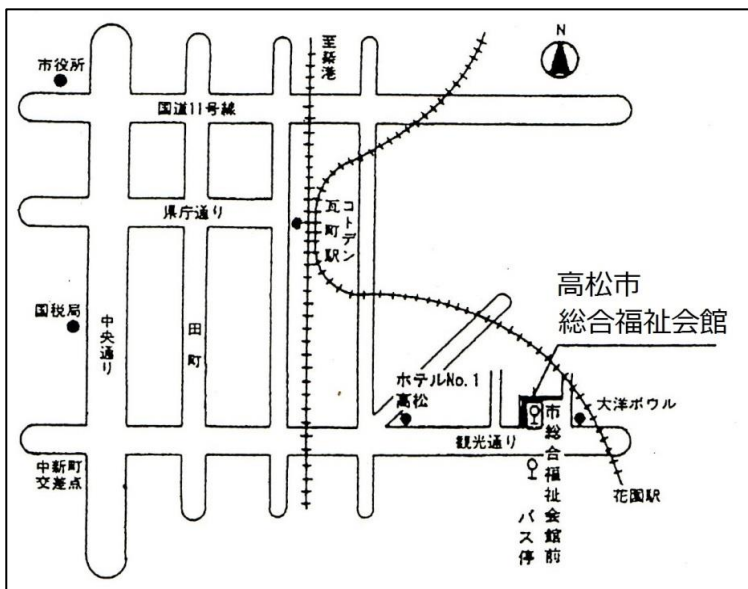 N
至築港
市役所
国道11号線
県庁通り
コトデン
瓦町駅
高松市
総合福祉会館
国税局
中央通り
田町
ホテルNo.1
高松
大洋ボウル
観光通り
市総合福祉会館前
バス停
中新町
交差点
花園駅